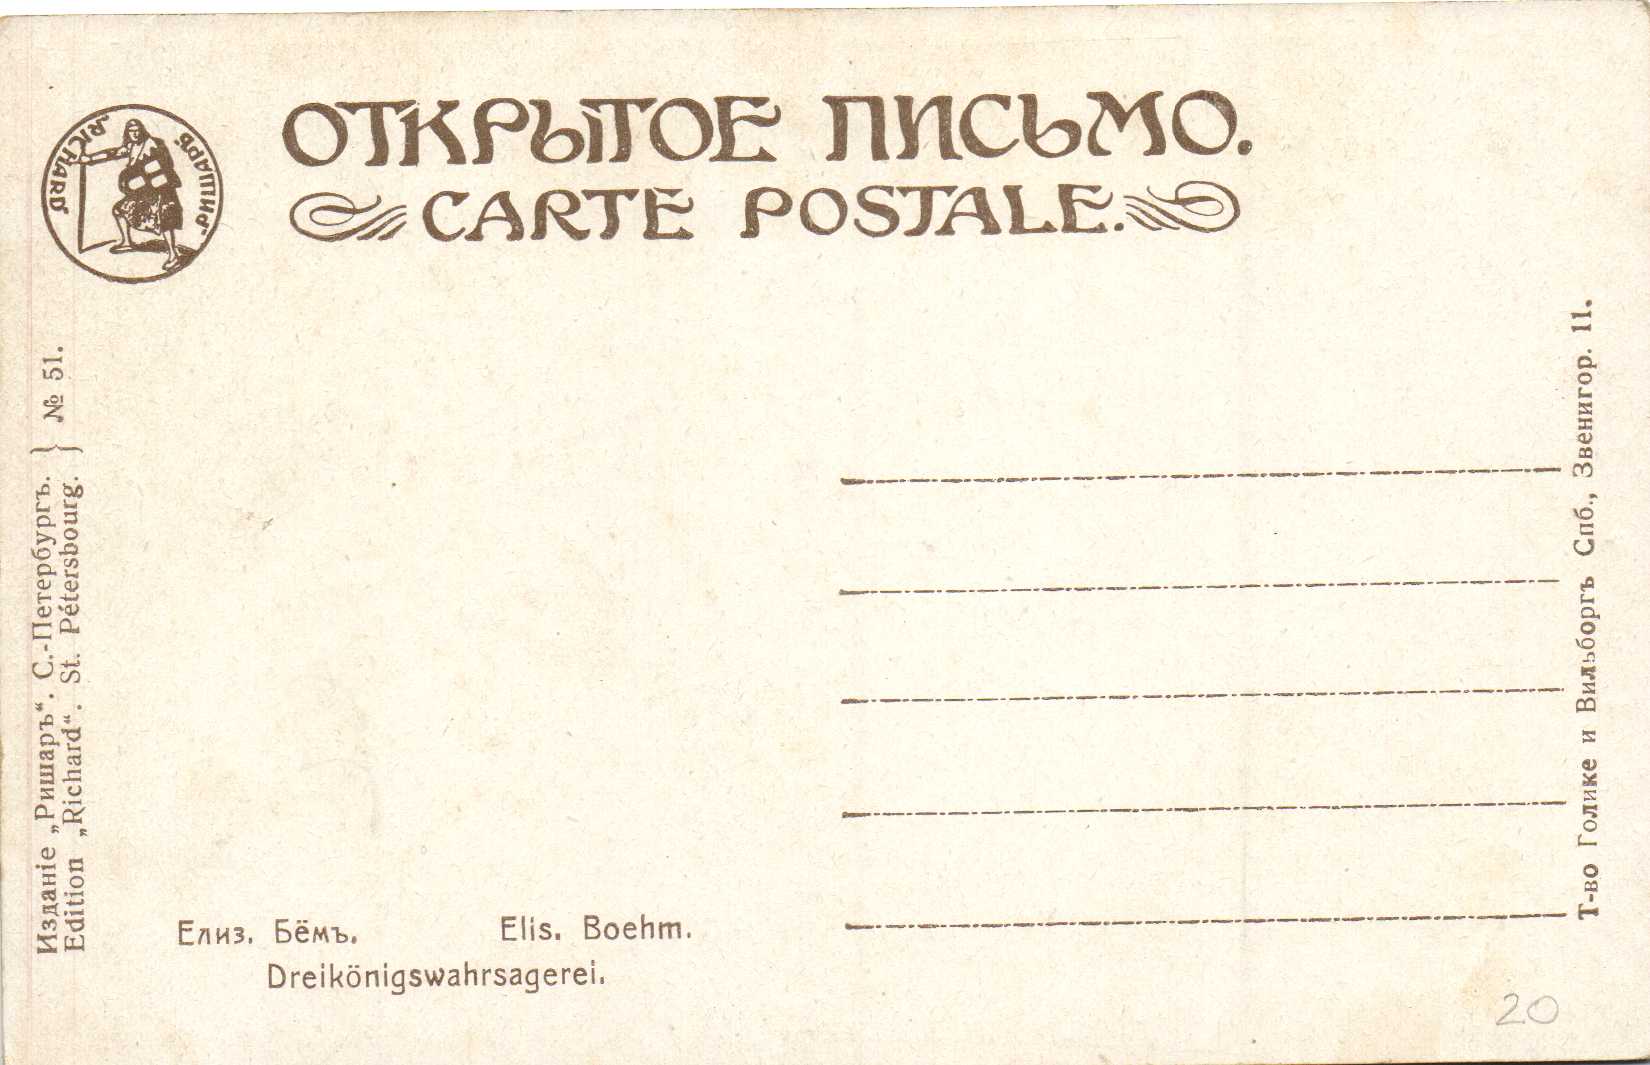 ОТКРЫТОЕ ПИСЬМО.
CARTE POSTALE.
„RICHARD“
„РИШАРЪ“
Изданіе „Ришаръ“. С.-Петербургъ. } № 51.
Edition „Richard“. St. Pétersbourg.
Т-во Голике и Вильборгъ Спб., Звенигор. 11.
Елиз. Бёмъ. Elis. Boehm.
Dreikönigswahrsagerei.
20